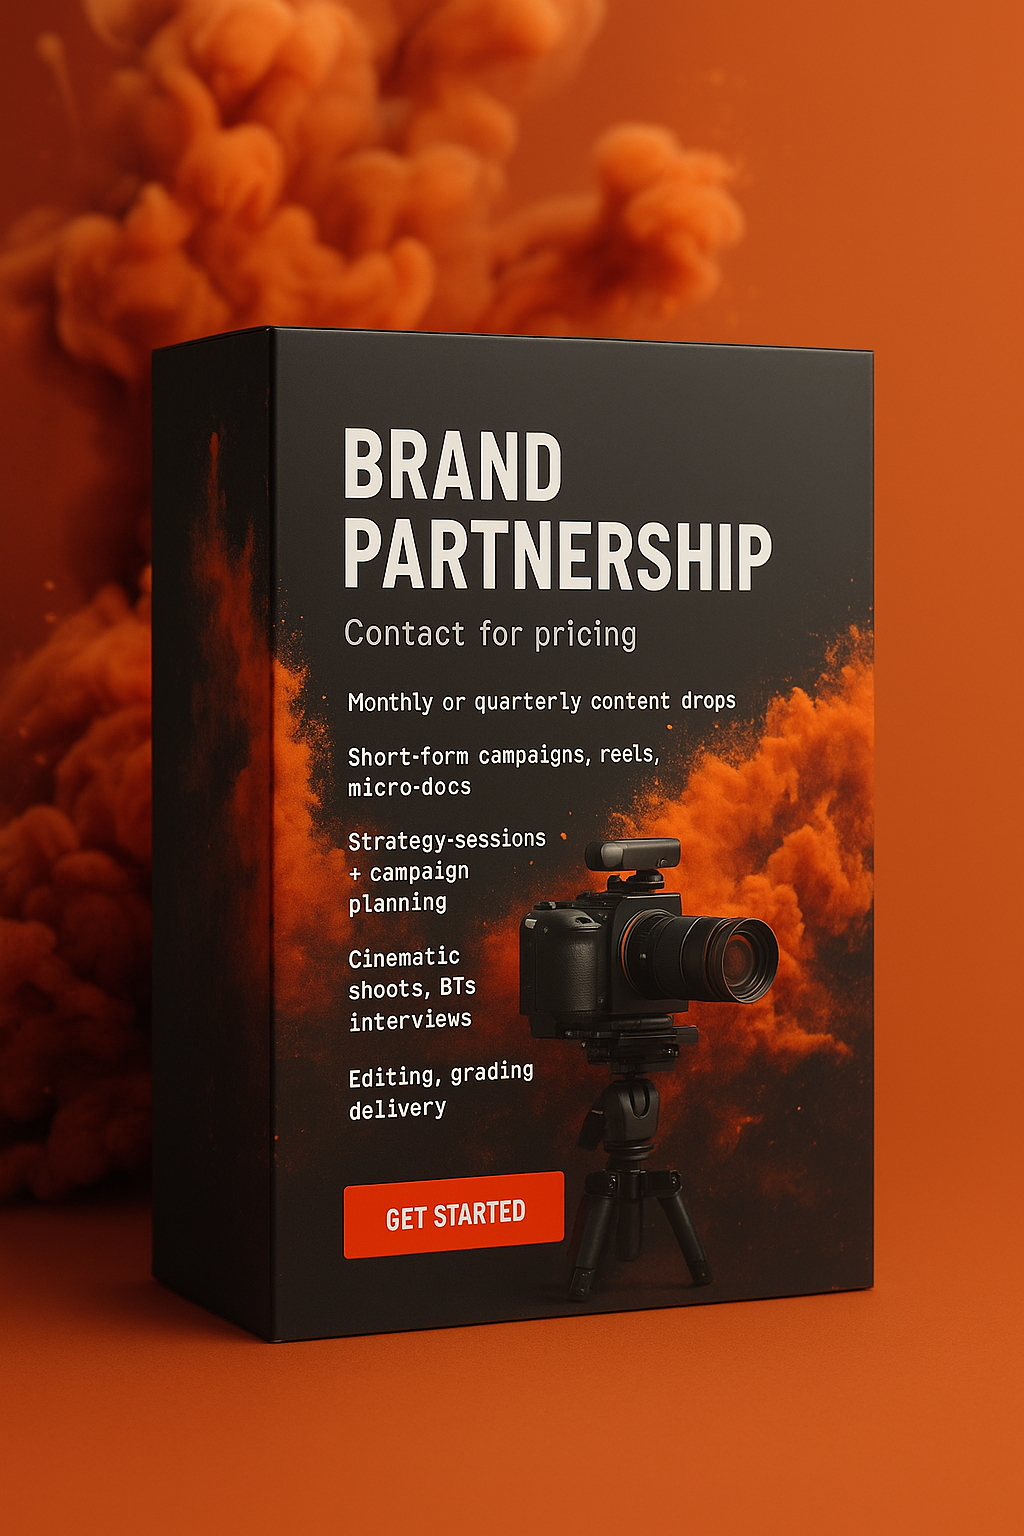 BRAND
PARTNERSHIP
Contact for pricing
Monthly or quarterly content drops
Short-form campaigns, reels,
micro-docs
Strategy-sessions
+ campaign
planning
Cinematic
shoots, BTs
interviews
Editing, grading
delivery
GET STARTED